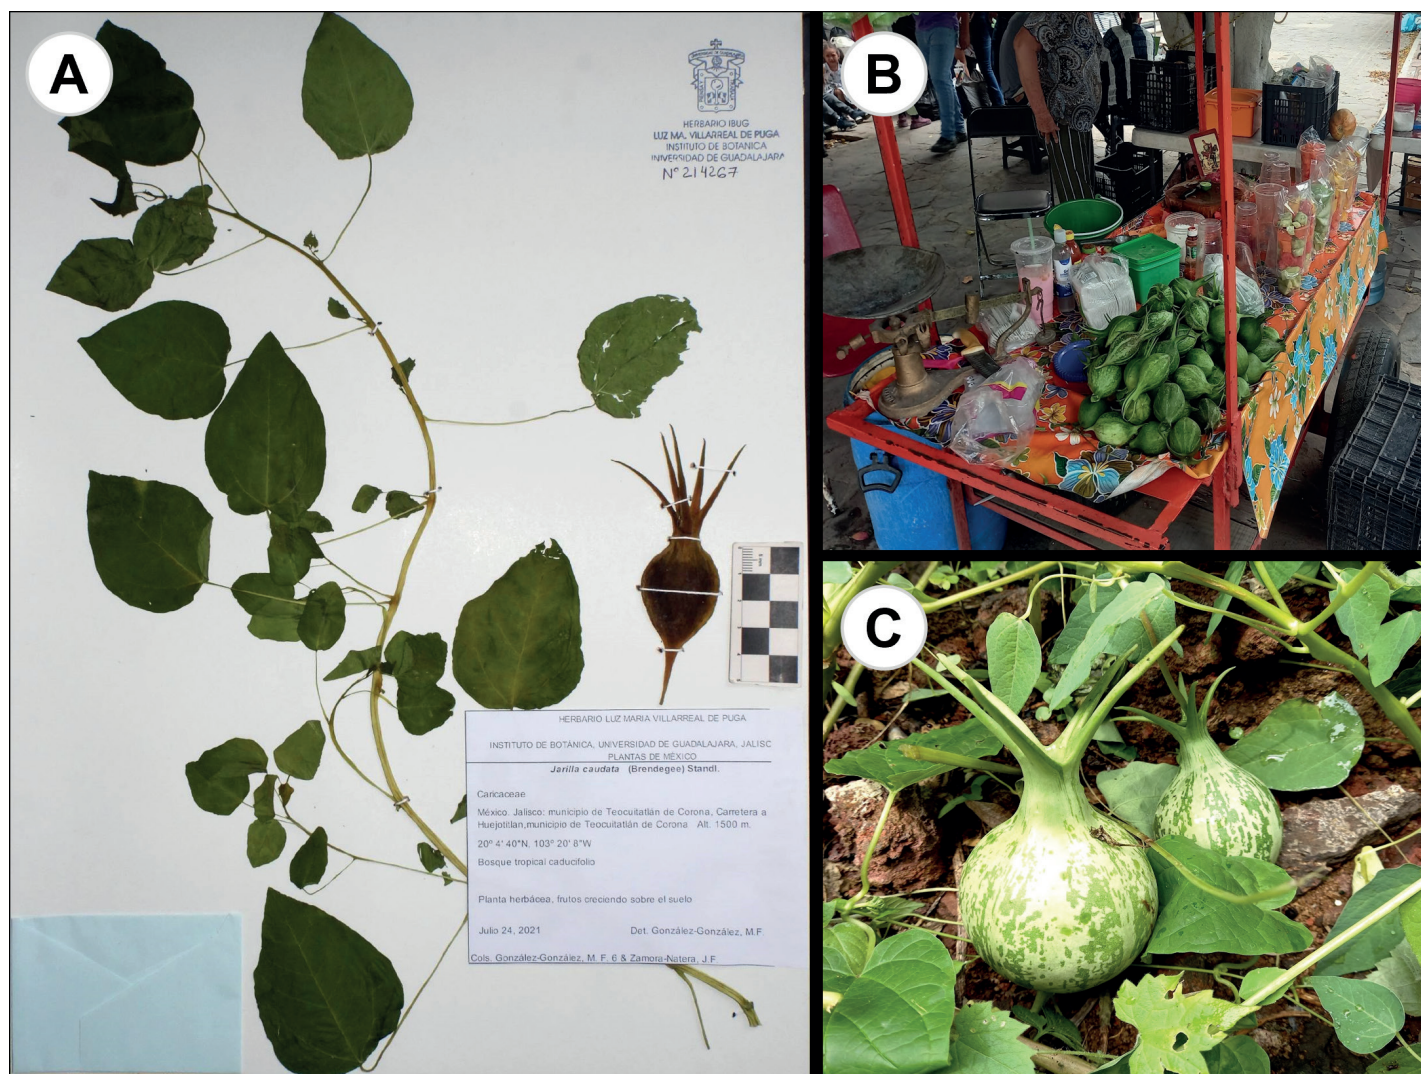 A
HERBARIO IBUG
LUZ MA. VILLARREAL DE PUGA
INSTITUTO DE BOTANICA
UNIVERSIDAD DE GUADALAJARA
Nº 214267
HERBARIO LUZ MARIA VILLARREAL DE PUGA
INSTITUTO DE BOTÁNICA, UNIVERSIDAD DE GUADALAJARA, JALISC
PLANTAS DE MÉXICO
Jarilla caudata (Brendegee) Standl.
Caricaceae
México. Jalisco: municipio de Teocuitatlán de Corona, Carretera a
Huejotitlan,municipio de Teocuitatlán de Corona Alt. 1500 m.
20º 4' 40"N, 103º 20' 8"W
Bosque tropical caducifolio
Planta herbácea, frutos creciendo sobre el suelo
Julio 24, 2021 Det. González-González, M.F.
Cols. González-González, M. F. 6 & Zamora-Natera, J.F
B
C